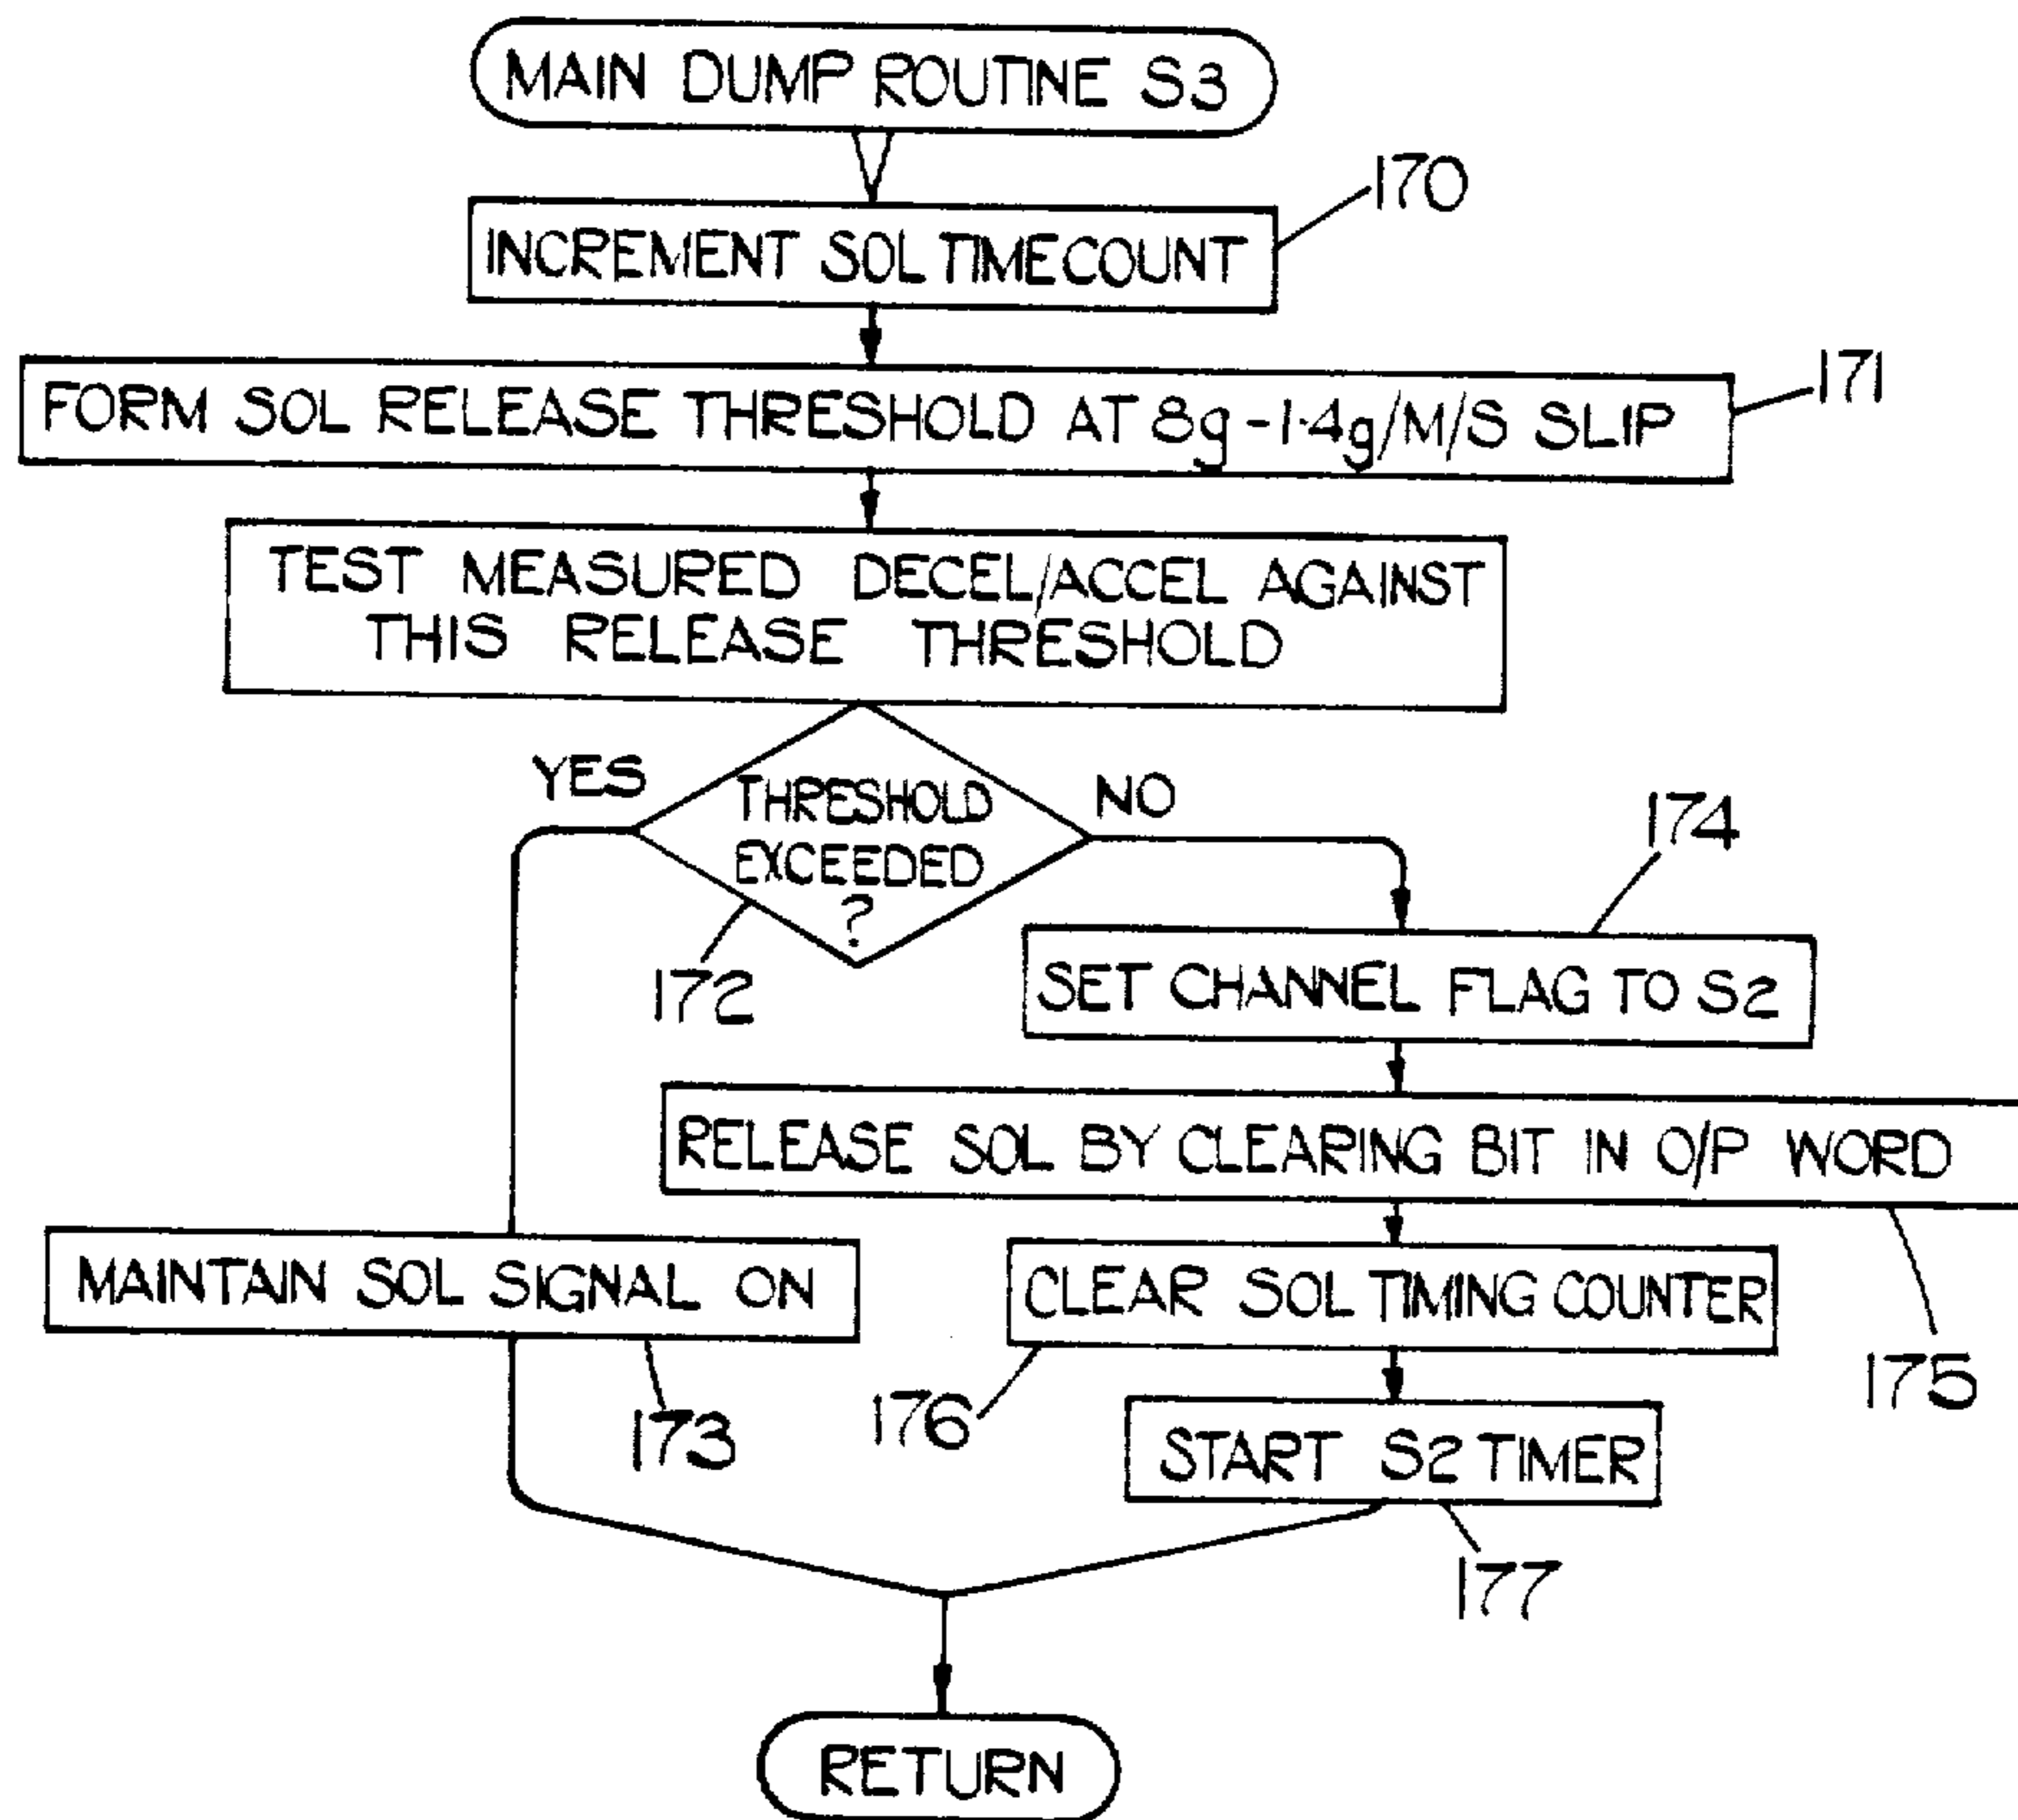 MAIN DUMP ROUTINE S3
170
INCREMENT SOL TIMECOUNT
171
FORM SOL RELEASE THRESHOLD AT 8g-1.4g/M/S SLIP
TEST MEASURED DECEL/ACCEL AGAINST
THIS RELEASE THRESHOLD
YES
THRESHOLD
EXCEEDED
?
NO
172
174
SET CHANNEL FLAG TO S2
RELEASE SOL BY CLEARING BIT IN O/P WORD
175
MAINTAIN SOL SIGNAL ON
173
CLEAR SOL TIMING COUNTER
176
START S2 TIMER
177
RETURN